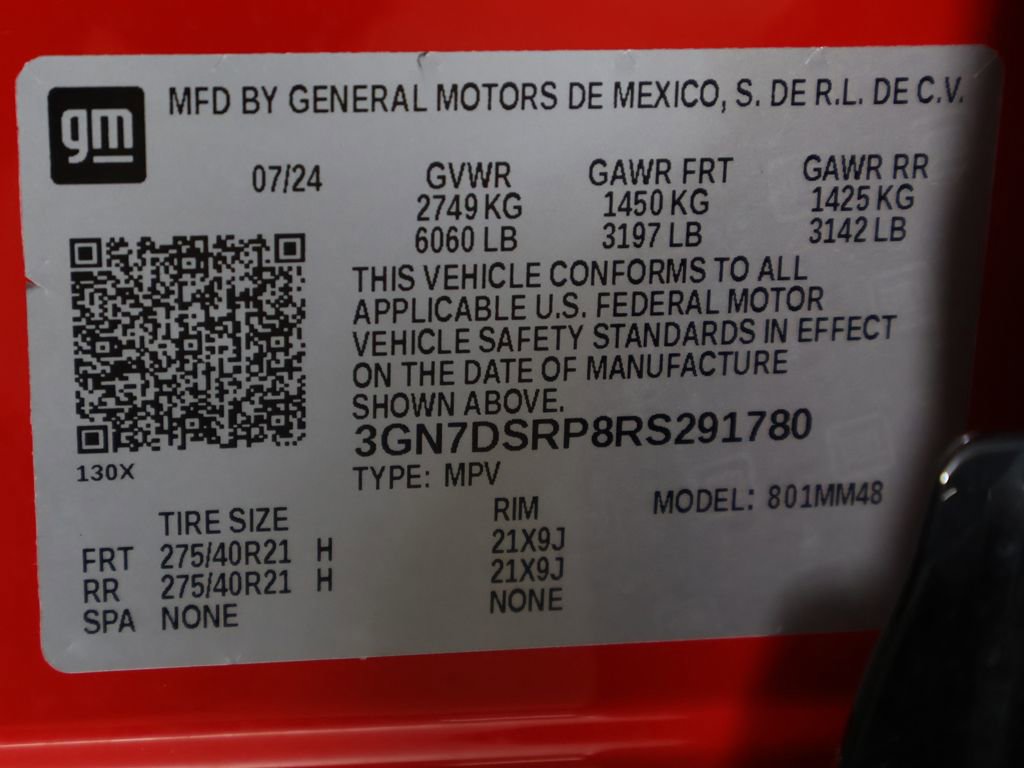 gm
MFD BY GENERAL MOTORS DE MEXICO, S. DE R.L. DE C.V.
07/24 GVWR GAWR FRT GAWR RR
2749 KG 1450 KG 1425 KG
6060 LB 3197 LB 3142 LB
THIS VEHICLE CONFORMS TO ALL
APPLICABLE U.S. FEDERAL MOTOR
VEHICLE SAFETY STANDARDS IN EFFECT
ON THE DATE OF MANUFACTURE
SHOWN ABOVE.
3GN7DSRP8RS291780
130X
TYPE: MPV MODEL: 801MM48
TIRE SIZE RIM
FRT 275/40R21 H 21X9J
RR 275/40R21 H 21X9J
SPA NONE NONE